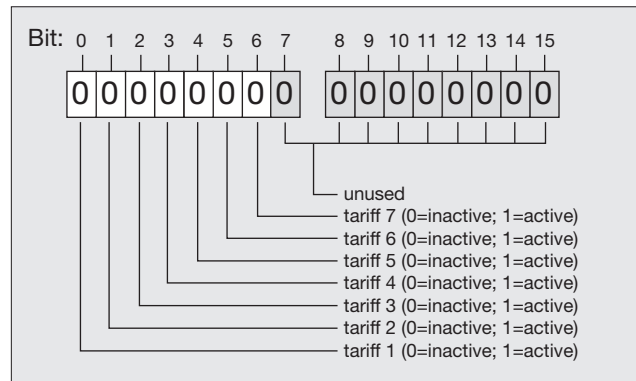 Bit: 0 1 2 3 4 5 6 7 8 9 10 11 12 13 14 15
0 0 0 0 0 0 0 0 0 0 0 0 0 0 0 0
unused
tariff 7 (0=inactive; 1=active)
tariff 6 (0=inactive; 1=active)
tariff 5 (0=inactive; 1=active)
tariff 4 (0=inactive; 1=active)
tariff 3 (0=inactive; 1=active)
tariff 2 (0=inactive; 1=active)
tariff 1 (0=inactive; 1=active)